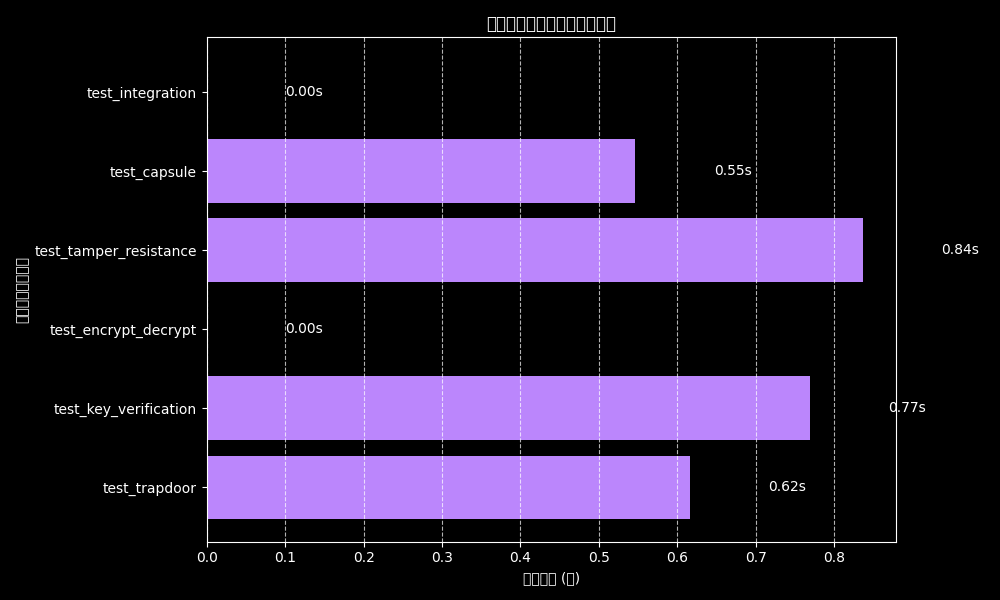 test_integration
0.00s
test_capsule
0.55s
test_tamper_resistance
0.84s
test_encrypt_decrypt
0.00s
test_key_verification
0.77s
test_trapdoor
0.62s
0.0 0.1 0.2 0.3 0.4 0.5 0.6 0.7 0.8